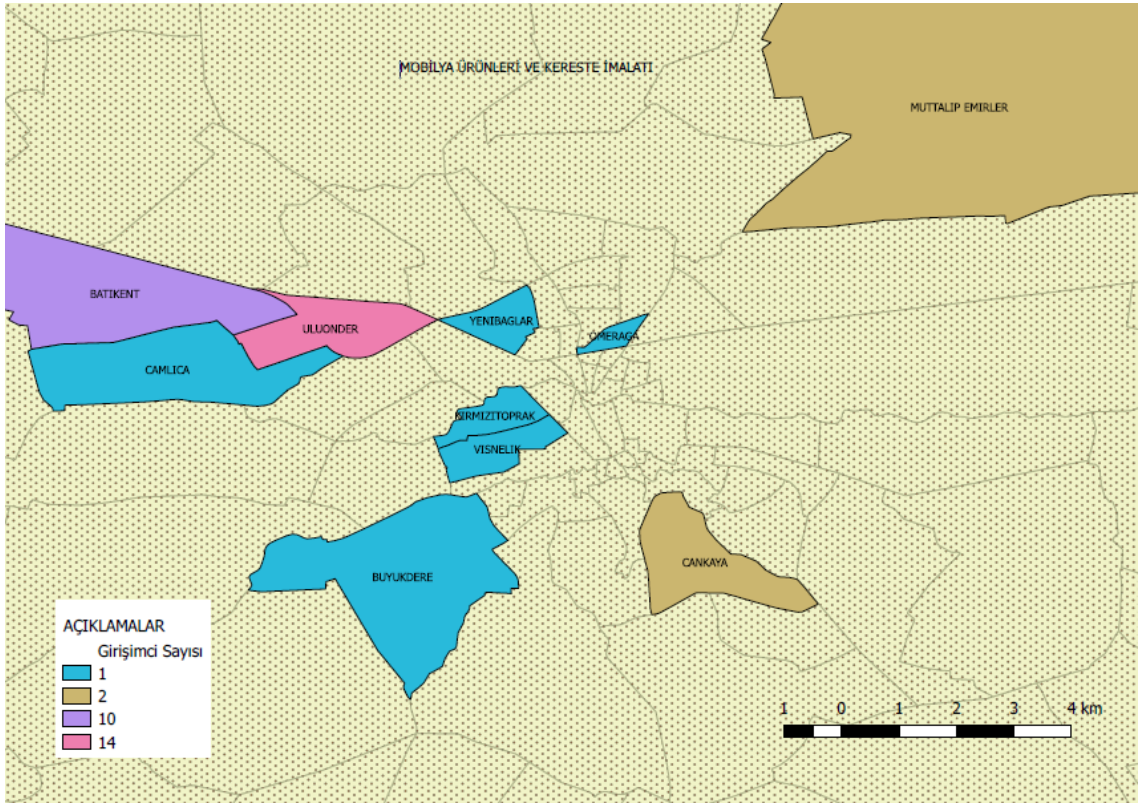 MOBİLYA ÜRÜNLERİ VE KERESTE İMALATI
MUTTALIP EMIRLER
BATIKENT
ULUONDER
YENIBAGLAR
OMERAGA
CAMLICA
KIRMIZITOPRAK
VISNELIK
CANKAYA
BUYUKDERE
AÇIKLAMALAR
Girişimci Sayısı
1
2
10
14
1 0 1 2 3 4 km